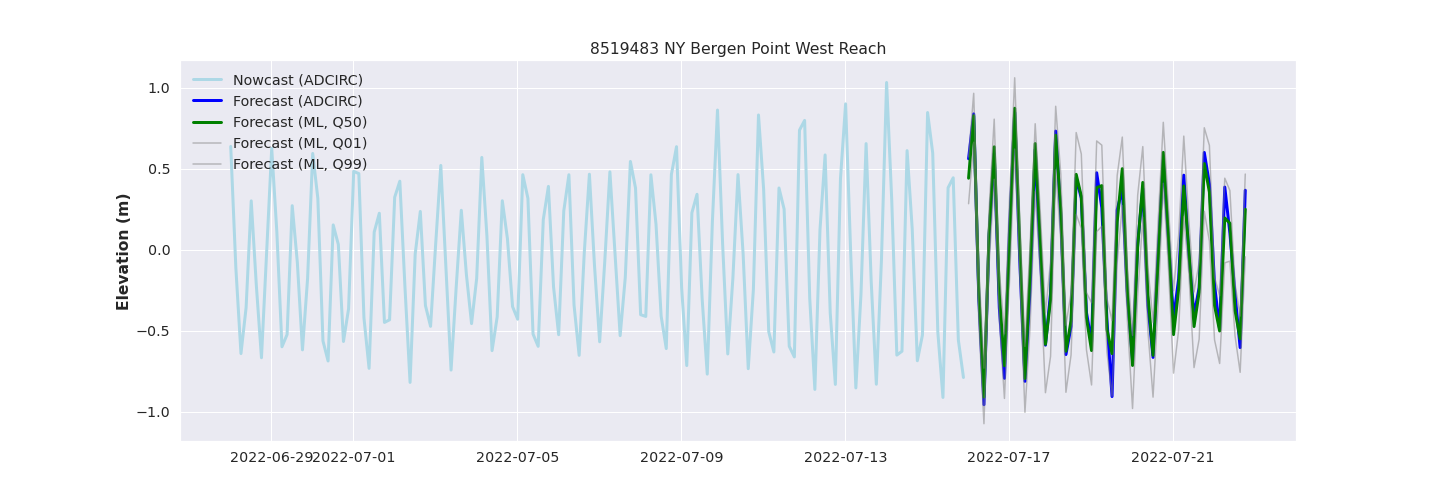 8519483 NY Bergen Point West Reach
Nowcast (ADCIRC)
Forecast (ADCIRC)
Forecast (ML, Q50)
Forecast (ML, Q01)
Forecast (ML, Q99)
Elevation (m)
1.0
0.5
0.0
−0.5
−1.0
2022-06-29 2022-07-01 2022-07-05 2022-07-09 2022-07-13 2022-07-17 2022-07-21